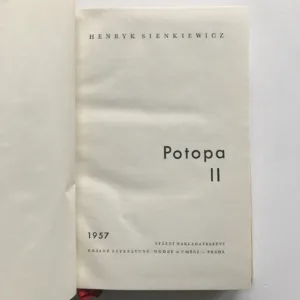 HENRYK SIENKIEWICZ
Potopa
II
1957
STÁTNÍ NAKLADATELSTVÍ
KRÁSNÉ LITERATURY, HUDBY A UMĚNÍ — PRAHA